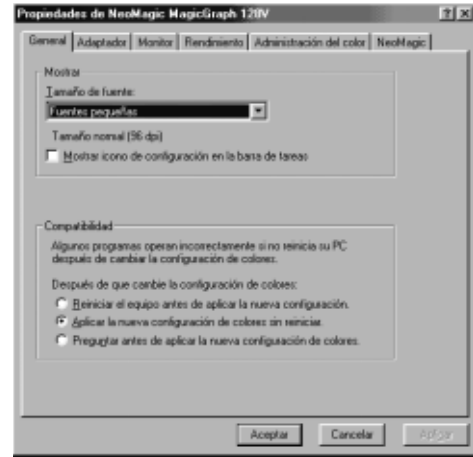 Propiedades de NeoMagic MagicGraph 128V
General Adaptador Monitor Rendimiento Administración del color NeoMagic
Mostrar
Tamaño de fuente:
Fuentes pequeñas
Tamaño normal (96 dpi)
Mostrar icono de configuración en la barra de tareas
Compatibilidad
Algunos programas operan incorrectamente si no reinicia su PC
después de cambiar la configuración de colores.
Después de que cambie la configuración de colores:
Reiniciar el equipo antes de aplicar la nueva configuración.
Aplicar la nueva configuración de colores sin reiniciar.
Preguntar antes de aplicar la nueva configuración de colores.
Aceptar Cancelar Aplicar